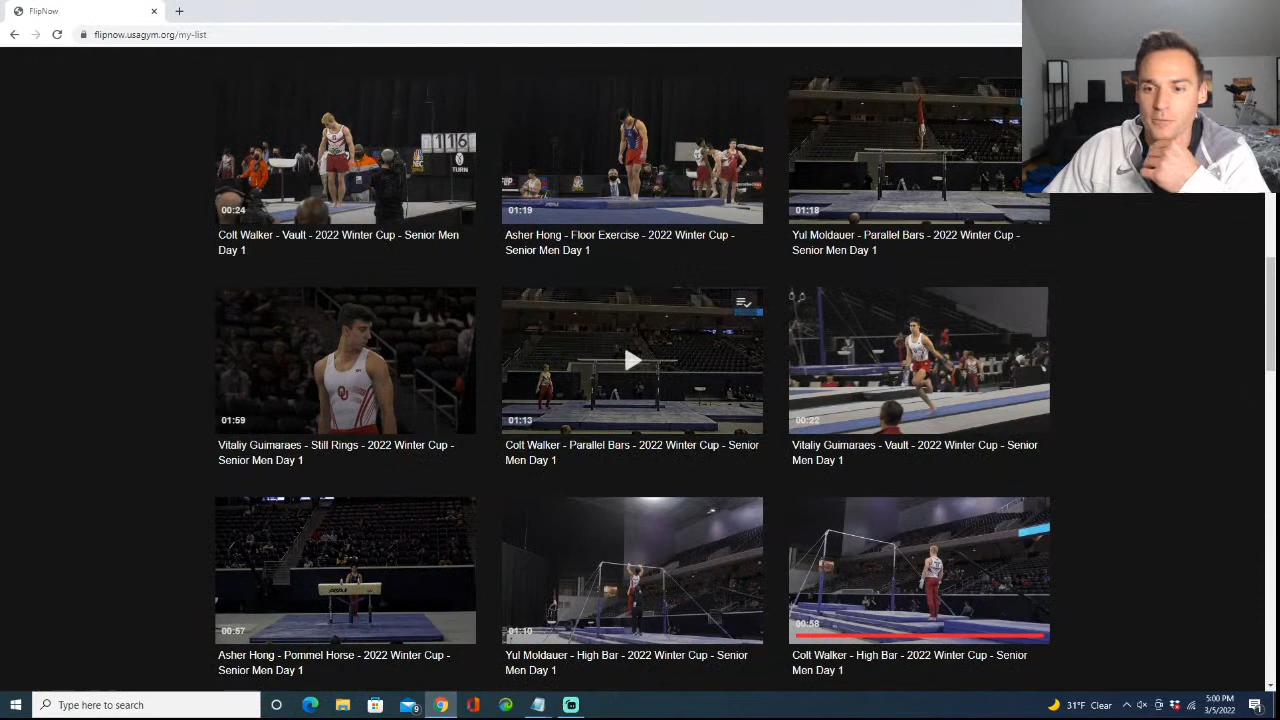 FlipNow
flipnow.usagym.org/my-list
116
NBC
TURN
00:24
01:19
01:18
Colt Walker - Vault - 2022 Winter Cup - Senior Men
Day 1
Asher Hong - Floor Exercise - 2022 Winter Cup -
Senior Men Day 1
Yul Moldauer - Parallel Bars - 2022 Winter Cup -
Senior Men Day 1
OU
01:59
01:13
00:22
Vitaliy Guimaraes - Still Rings - 2022 Winter Cup -
Senior Men Day 1
Colt Walker - Parallel Bars - 2022 Winter Cup - Senior
Men Day 1
Vitaliy Guimaraes - Vault - 2022 Winter Cup - Senior
Men Day 1
00:57
01:10
00:58
Asher Hong - Pommel Horse - 2022 Winter Cup -
Senior Men Day 1
Yul Moldauer - High Bar - 2022 Winter Cup - Senior
Men Day 1
Colt Walker - High Bar - 2022 Winter Cup - Senior
Men Day 1
Type here to search
9
31°F Clear
5:00 PM
3/5/2022
1